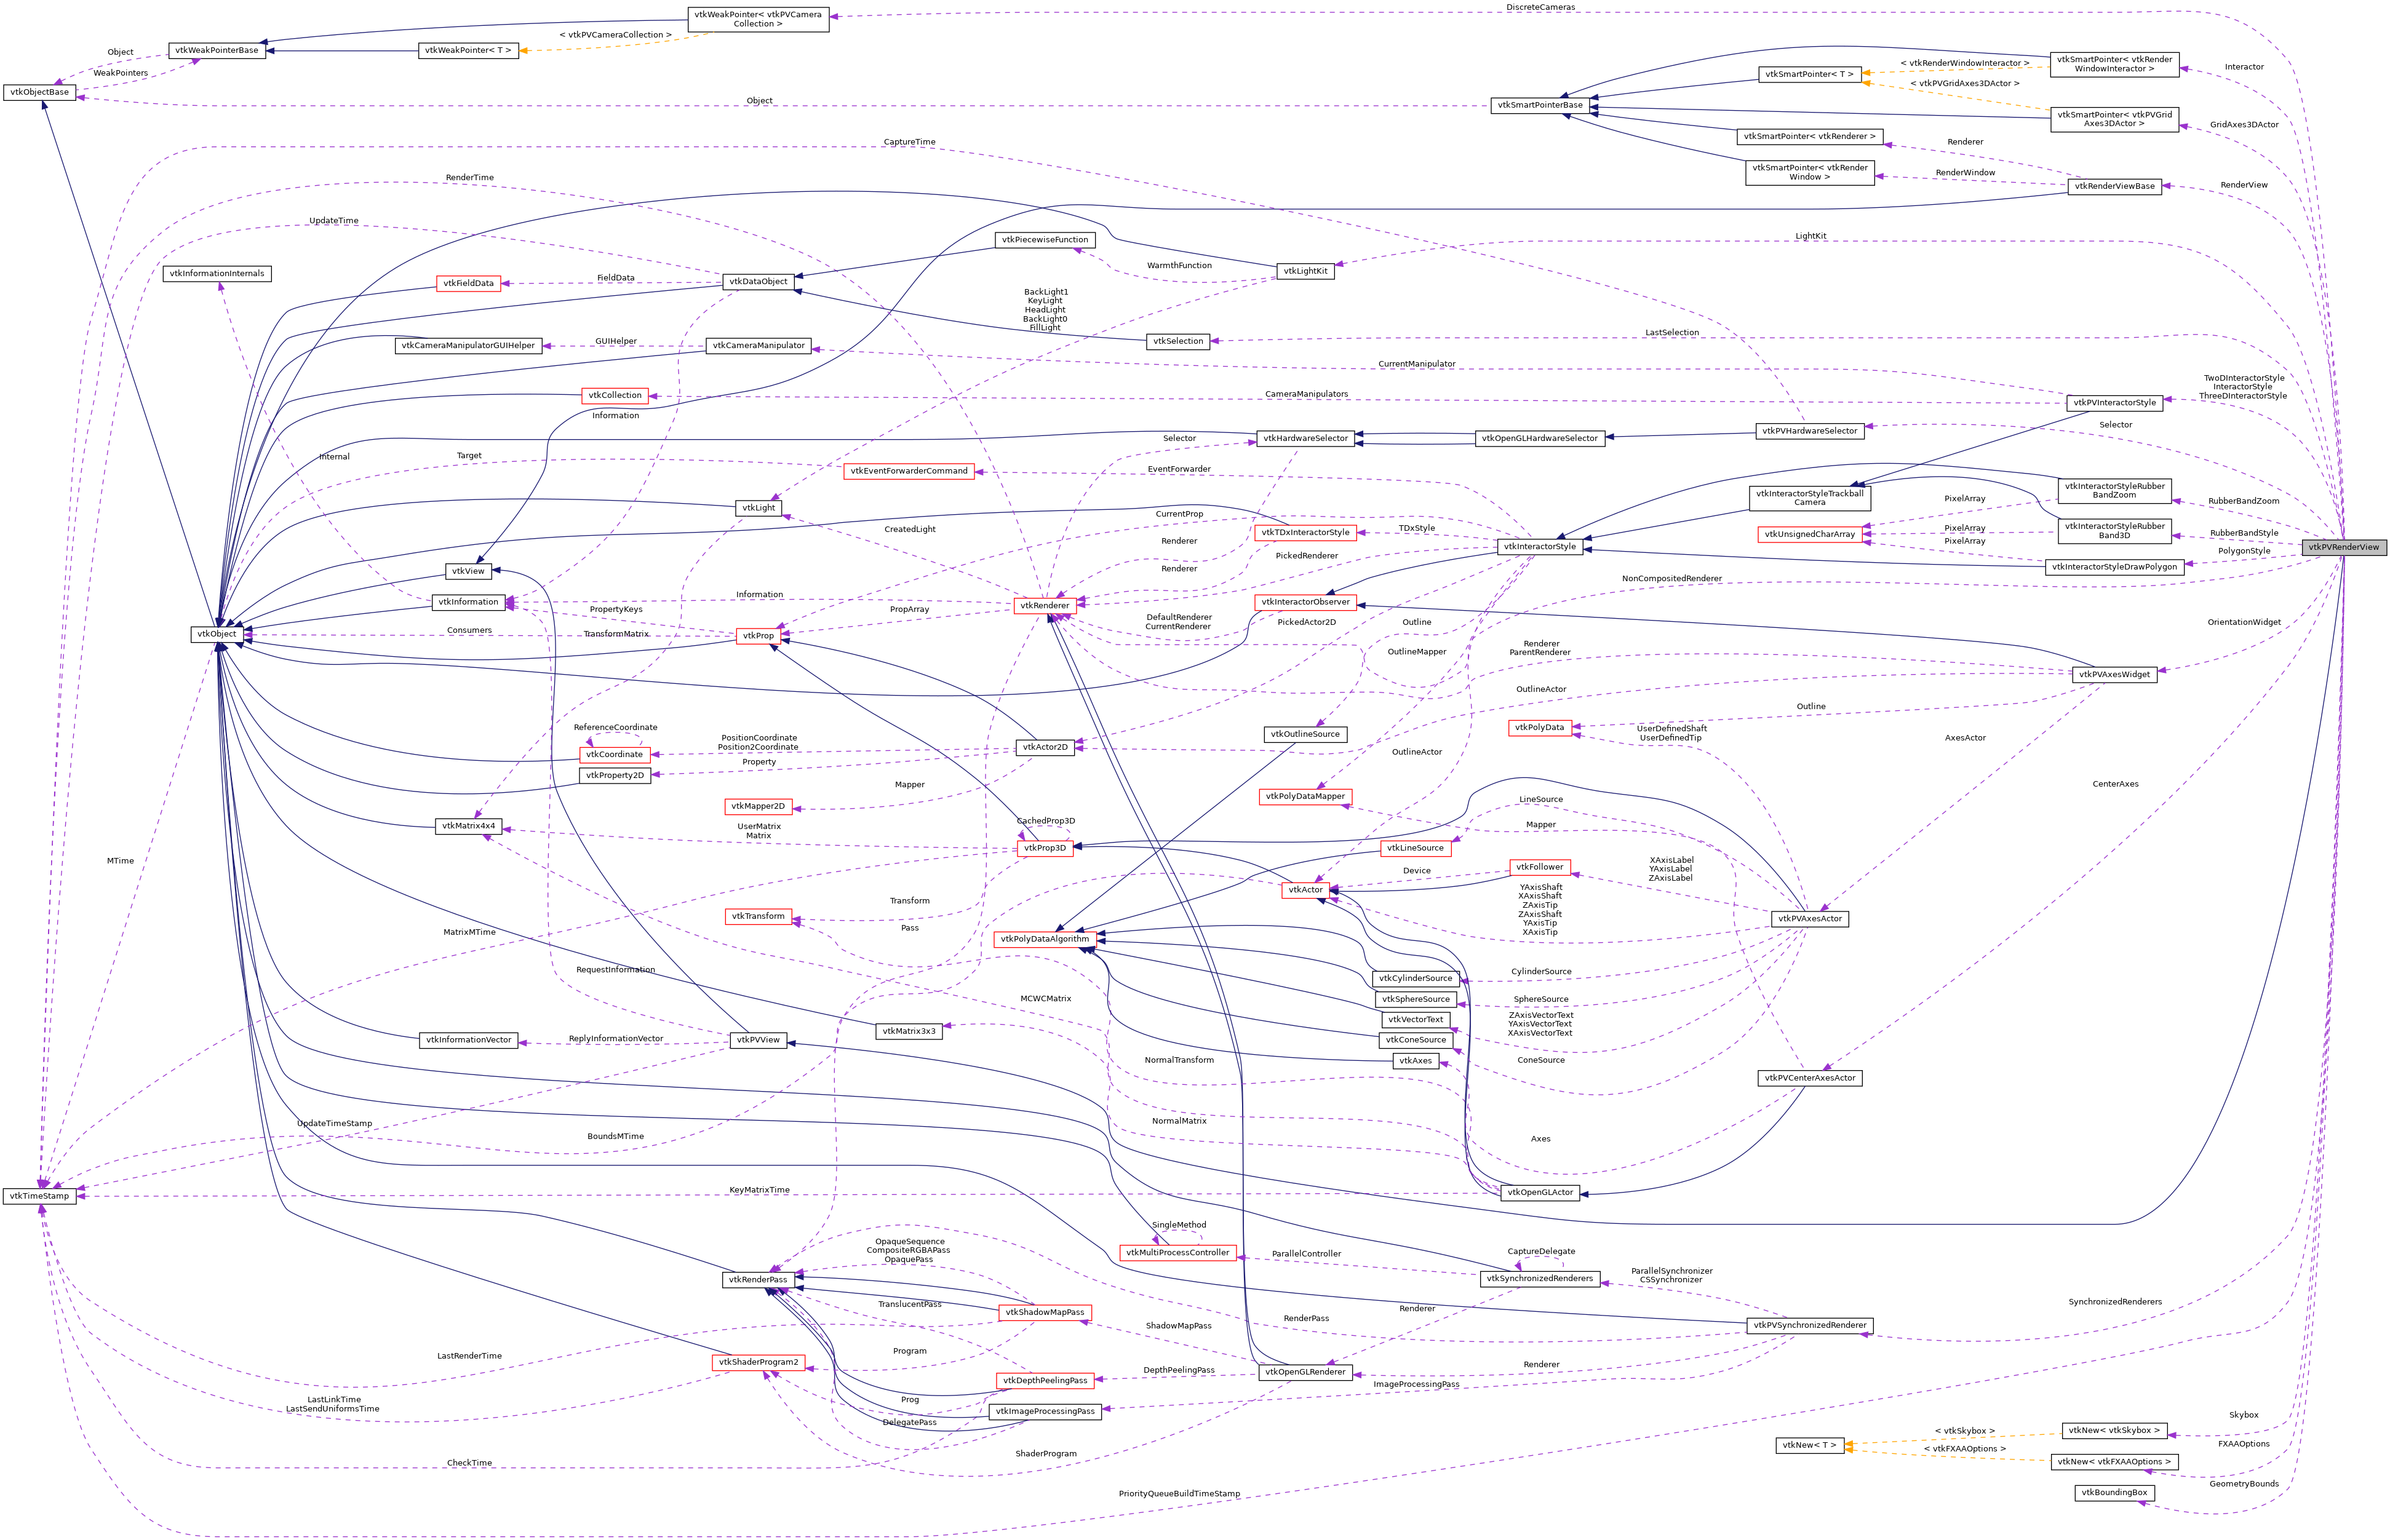 DiscreteCameras
vtkWeakPointer< vtkPVCamera
Collection >
< vtkPVCameraCollection >
vtkWeakPointerBase
vtkWeakPointer< T >
Object
WeakPointers
vtkObjectBase
Object
vtkSmartPointerBase
vtkSmartPointer< T >
< vtkRenderWindowInteractor >
< vtkPVGridAxes3DActor >
vtkSmartPointer< vtkRender
WindowInteractor >
Interactor
vtkSmartPointer< vtkPVGrid
Axes3DActor >
GridAxes3DActor
vtkSmartPointer< vtkRenderer >
Renderer
vtkSmartPointer< vtkRender
Window >
RenderWindow
vtkRenderViewBase
RenderView
CaptureTime
RenderTime
UpdateTime
vtkPiecewiseFunction
WarmthFunction
vtkLightKit
LightKit
vtkInformationInternals
vtkFieldData
FieldData
vtkDataObject
BackLight1
KeyLight
HeadLight
BackLight0
FillLight
vtkSelection
LastSelection
vtkCameraManipulatorGUIHelper
GUIHelper
vtkCameraManipulator
CurrentManipulator
vtkCollection
CameraManipulators
Information
vtkPVInteractorStyle
TwoDInteractorStyle
InteractorStyle
ThreeDInteractorStyle
Selector
vtkHardwareSelector
vtkOpenGLHardwareSelector
vtkPVHardwareSelector
Selector
Internal
Target
vtkEventForwarderCommand
EventForwarder
vtkLight
CreatedLight
CurrentProp
vtkTDxInteractorStyle
TDxStyle
Renderer
PickedRenderer
Renderer
vtkInteractorStyle
vtkInteractorStyleTrackball
Camera
vtkInteractorStyleRubber
BandZoom
RubberBandZoom
PixelArray
vtkUnsignedCharArray
PixelArray
PixelArray
vtkInteractorStyleRubber
Band3D
RubberBandStyle
vtkInteractorStyleDrawPolygon
PolygonStyle
vtkPVRenderView
NonCompositedRenderer
vtkView
vtkInformation
Information
vtkRenderer
vtkInteractorObserver
PropertyKeys
PropArray
DefaultRenderer
CurrentRenderer
PickedActor2D
Outline
OutlineMapper
Renderer
ParentRenderer
OrientationWidget
vtkObject
Consumers
TransformMatrix
vtkProp
vtkPVAxesWidget
OutlineActor
Outline
AxesActor
ReferenceCoordinate
vtkCoordinate
PositionCoordinate
Position2Coordinate
vtkActor2D
vtkOutlineSource
vtkPolyData
UserDefinedShaft
UserDefinedTip
Property
vtkProperty2D
OutlineActor
Mapper
vtkMapper2D
vtkPolyDataMapper
LineSource
Mapper
CenterAxes
vtkMatrix4x4
UserMatrix
Matrix
CachedProp3D
vtkProp3D
vtkLineSource
MTime
Device
vtkFollower
XAxisLabel
YAxisLabel
ZAxisLabel
vtkActor
YAxisShaft
XAxisShaft
ZAxisTip
ZAxisShaft
YAxisTip
XAxisTip
vtkPVAxesActor
Transform
vtkTransform
Pass
MatrixMTime
vtkPolyDataAlgorithm
RequestInformation
vtkCylinderSource
CylinderSource
vtkSphereSource
SphereSource
MCWCMatrix
vtkVectorText
ZAxisVectorText
YAxisVectorText
XAxisVectorText
vtkMatrix3x3
vtkInformationVector
ReplyInformationVector
vtkPVView
vtkConeSource
ConeSource
vtkAxes
NormalTransform
vtkPVCenterAxesActor
UpdateTimeStamp
BoundsMTime
NormalMatrix
Axes
vtkTimeStamp
KeyMatrixTime
vtkOpenGLActor
SingleMethod
vtkMultiProcessController
ParallelController
CaptureDelegate
vtkSynchronizedRenderers
ParallelSynchronizer
CSSynchronizer
OpaqueSequence
CompositeRGBAPass
OpaquePass
vtkRenderPass
TranslucentPass
vtkShadowMapPass
ShadowMapPass
Renderer
RenderPass
vtkPVSynchronizedRenderer
SynchronizedRenderers
LastRenderTime
vtkShaderProgram2
Program
vtkDepthPeelingPass
DepthPeelingPass
vtkOpenGLRenderer
Renderer
ImageProcessingPass
LastLinkTime
LastSendUniformsTime
Prog
vtkImageProcessingPass
DelegatePass
CheckTime
ShaderProgram
vtkNew< T >
< vtkSkybox >
< vtkFXAAOptions >
vtkNew< vtkSkybox >
Skybox
vtkNew< vtkFXAAOptions >
FXAAOptions
vtkBoundingBox
GeometryBounds
PriorityQueueBuildTimeStamp